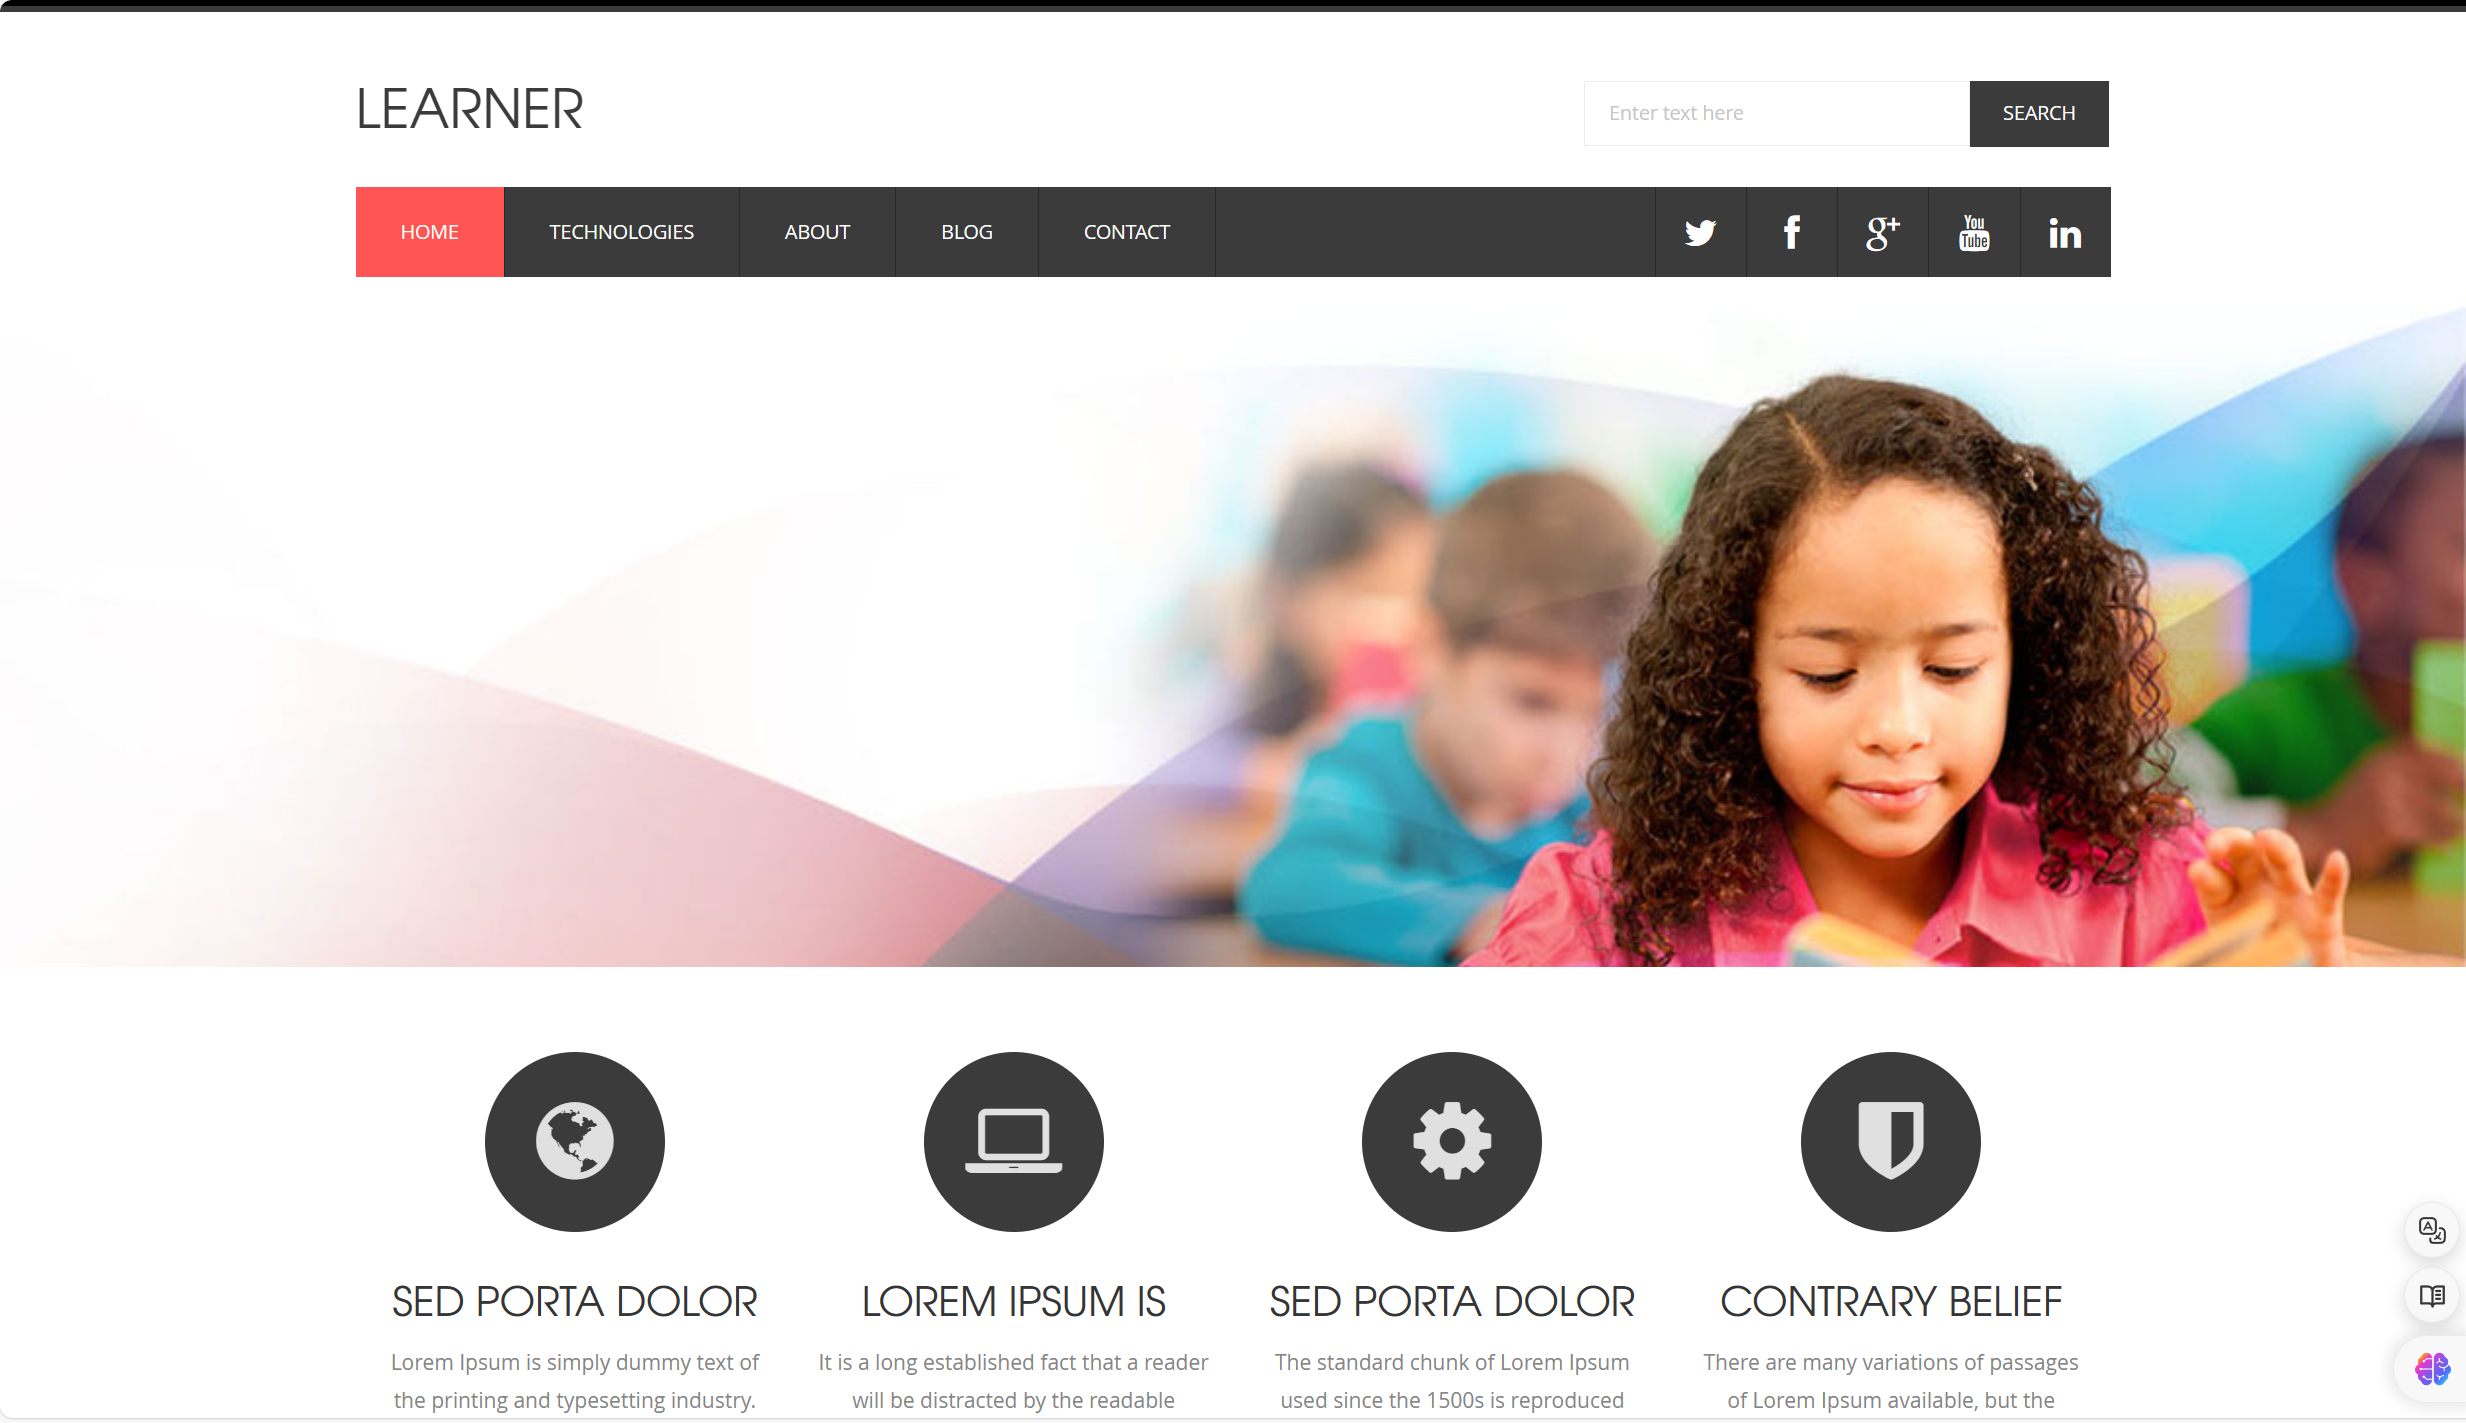 LEARNER
Enter text here
SEARCH
HOME
TECHNOLOGIES
ABOUT
BLOG
CONTACT
g+
You
Tube
in
SED PORTA DOLOR
Lorem Ipsum is simply dummy text of
the printing and typesetting industry.
LOREM IPSUM IS
It is a long established fact that a reader
will be distracted by the readable
SED PORTA DOLOR
The standard chunk of Lorem Ipsum
used since the 1500s is reproduced
CONTRARY BELIEF
There are many variations of passages
of Lorem Ipsum available, but the